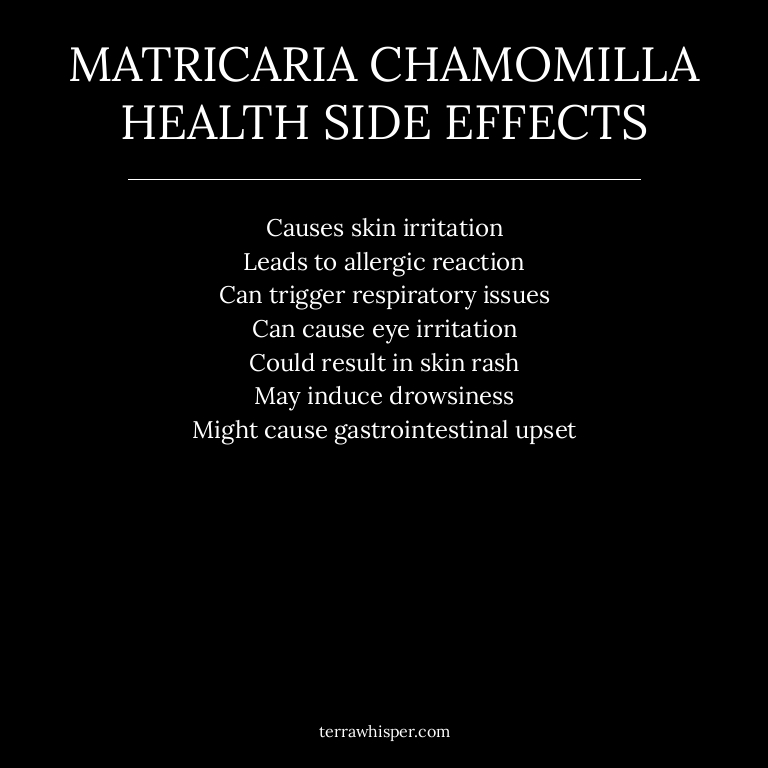 MATRICARIA CHAMOMILLA
HEALTH SIDE EFFECTS
Causes skin irritation
Leads to allergic reaction
Can trigger respiratory issues
Can cause eye irritation
Could result in skin rash
May induce drowsiness
Might cause gastrointestinal upset
terrawhisper.com